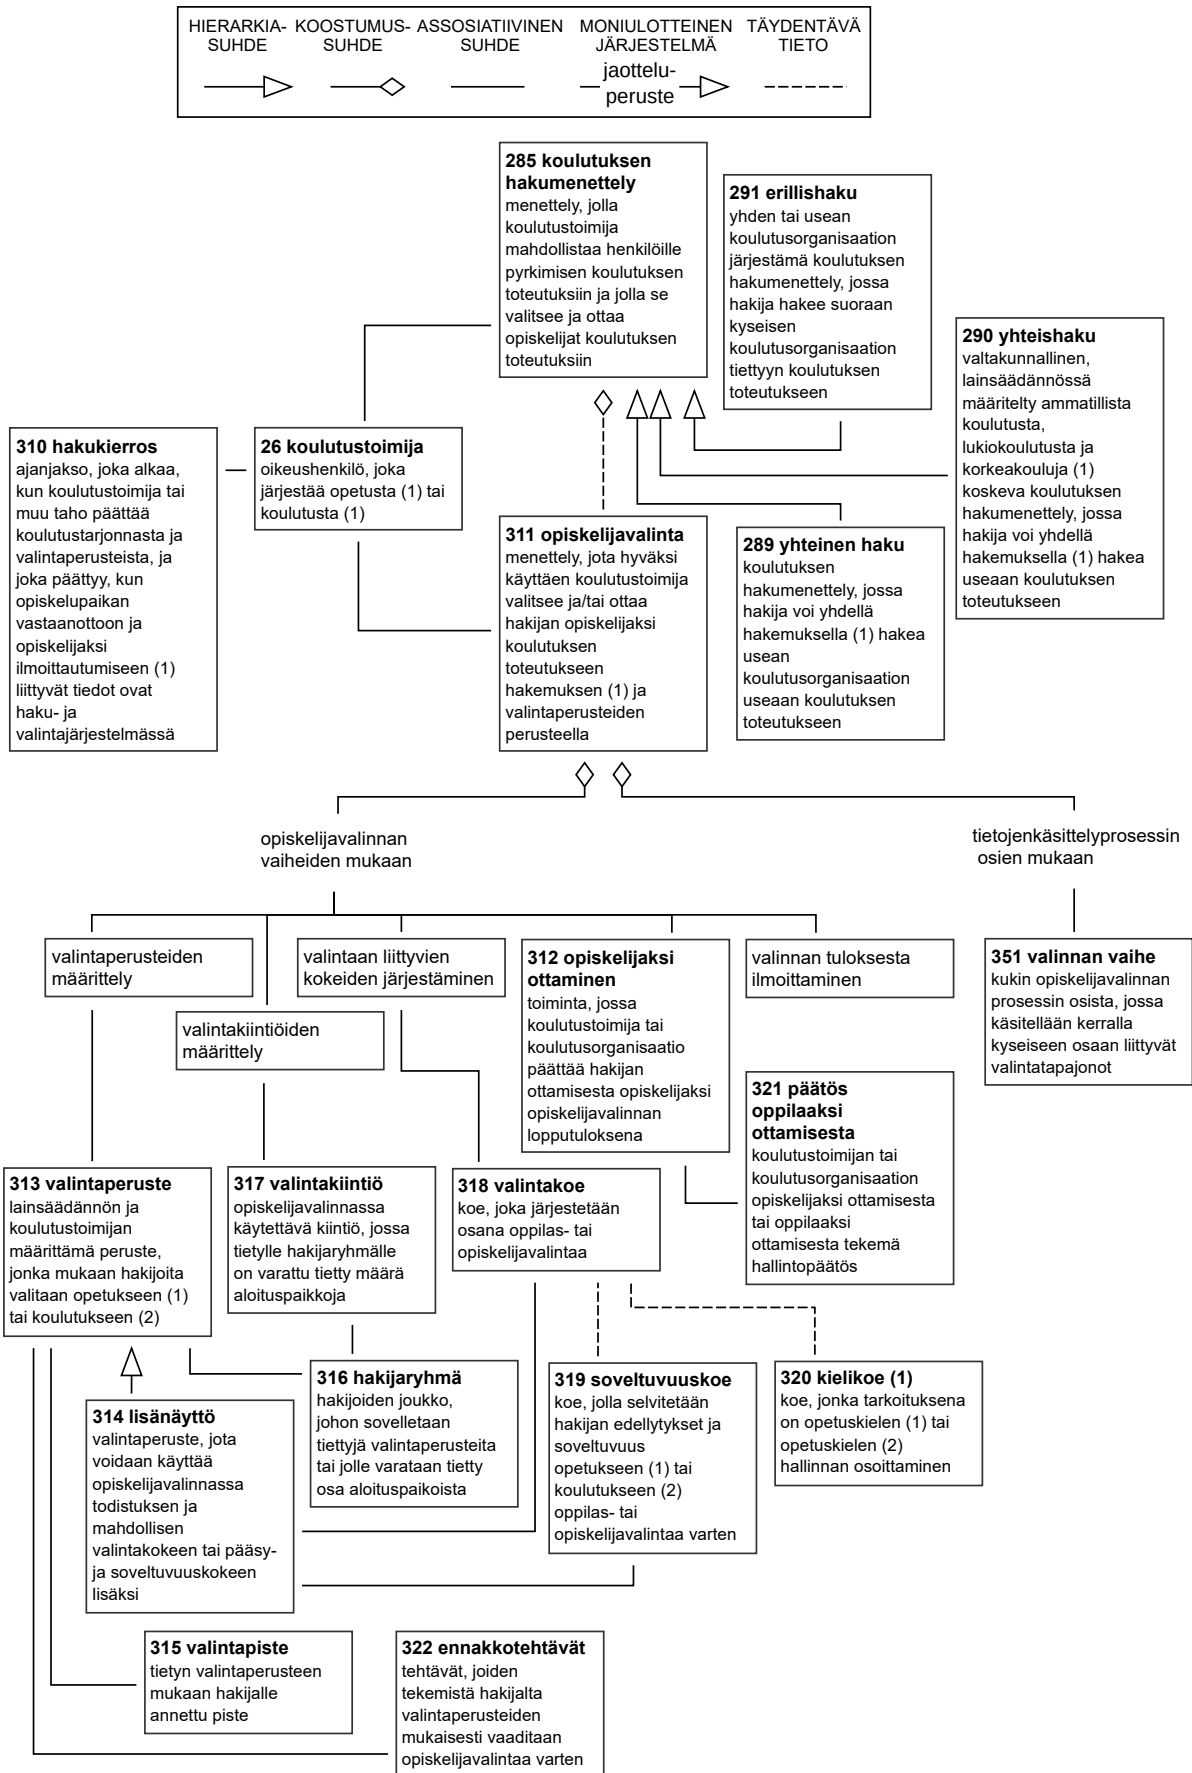 HIERARKIA-
SUHDE
KOOSTUMUS-
SUHDE
ASSOSIATIIVINEN
SUHDE
MONIULOTTEINEN
JÄRJESTELMÄ
TÄYDENTÄVÄ
TIETO
jaottelu-
peruste
285 koulutuksen
hakumenettely
menettely, jolla
koulutustoimija
mahdollistaa henkilöille
pyrkimisen koulutuksen
toteutuksiin ja jolla se
valitsee ja ottaa
opiskelijat koulutuksen
toteutuksiin
291 erillishaku
yhden tai usean
koulutusorganisaation
järjestämä koulutuksen
hakumenettely, jossa
hakija hakee suoraan
kyseisen
koulutusorganisaation
tiettyyn koulutuksen
toteutukseen
290 yhteishaku
valtakunnallinen,
lainsäädännössä
määritelty ammatillista
koulutusta,
lukiokoulutusta ja
korkeakouluja (1)
koskeva koulutuksen
hakumenettely, jossa
hakija voi yhdellä
hakemuksella (1) hakea
useaan koulutuksen
toteutukseen
310 hakukierros
ajanjakso, joka alkaa,
kun koulutustoimija tai
muu taho päättää
koulutustarjonnasta ja
valintaperusteista, ja
joka päättyy, kun
opiskelupaikan
vastaanottoon ja
opiskelijaksi
ilmoittautumiseen (1)
liittyvät tiedot ovat
haku- ja
valintajärjestelmässä
26 koulutustoimija
oikeushenkilö, joka
järjestää opetusta (1) tai
koulutusta (1)
311 opiskelijavalinta
menettely, jota hyväksi
käyttäen koulutustoimija
valitsee ja/tai ottaa
hakijan opiskelijaksi
koulutuksen
toteutukseen
hakemuksen (1) ja
valintaperusteiden
perusteella
289 yhteinen haku
koulutuksen
hakumenettely, jossa
hakija voi yhdellä
hakemuksella (1) hakea
usean
koulutusorganisaation
useaan koulutuksen
toteutukseen
opiskelijavalinnan
vaiheiden mukaan
tietojenkäsittelyprosessin
osien mukaan
valintaperusteiden
määrittely
valintaan liittyvien
kokeiden järjestäminen
312 opiskelijaksi
ottaminen
toiminta, jossa
koulutustoimija tai
koulutusorganisaatio
päättää hakijan
ottamisesta opiskelijaksi
opiskelijavalinnan
lopputuloksena
valinnan tuloksesta
ilmoittaminen
351 valinnan vaihe
kukin opiskelijavalinnan
prosessin osista, jossa
käsitellään kerralla
kyseiseen osaan liittyvät
valintatapajonot
valintakiintiöiden
määrittely
321 päätös
oppilaaksi
ottamisesta
koulutustoimijan tai
koulutusorganisaation
opiskelijaksi ottamisesta
tai oppilaaksi
ottamisesta tekemä
hallintopäätös
313 valintaperuste
lainsäädännön ja
koulutustoimijan
määrittämä peruste,
jonka mukaan hakijoita
valitaan opetukseen (1)
tai koulutukseen (2)
317 valintakiintiö
opiskelijavalinnassa
käytettävä kiintiö, jossa
tietylle hakijaryhmälle
on varattu tietty määrä
aloituspaikkoja
318 valintakoe
koe, joka järjestetään
osana oppilas- tai
opiskelijavalintaa
316 hakijaryhmä
hakijoiden joukko,
johon sovelletaan
tiettyjä valintaperusteita
tai jolle varataan tietty
osa aloituspaikoista
319 soveltuvuuskoe
koe, jolla selvitetään
hakijan edellytykset ja
soveltuvuus
opetukseen (1) tai
koulutukseen (2)
oppilas- tai
opiskelijavalintaa varten
320 kielikoe (1)
koe, jonka tarkoituksena
on opetuskielen (1) tai
opetuskielen (2)
hallinnan osoittaminen
314 lisänäyttö
valintaperuste, jota
voidaan käyttää
opiskelijavalinnassa
todistuksen ja
mahdollisen
valintakokeen tai pääsy-
ja soveltuvuuskokeen
lisäksi
315 valintapiste
tietyn valintaperusteen
mukaan hakijalle
annettu piste
322 ennakkotehtävät
tehtävät, joiden
tekemistä hakijalta
valintaperusteiden
mukaisesti vaaditaan
opiskelijavalintaa varten